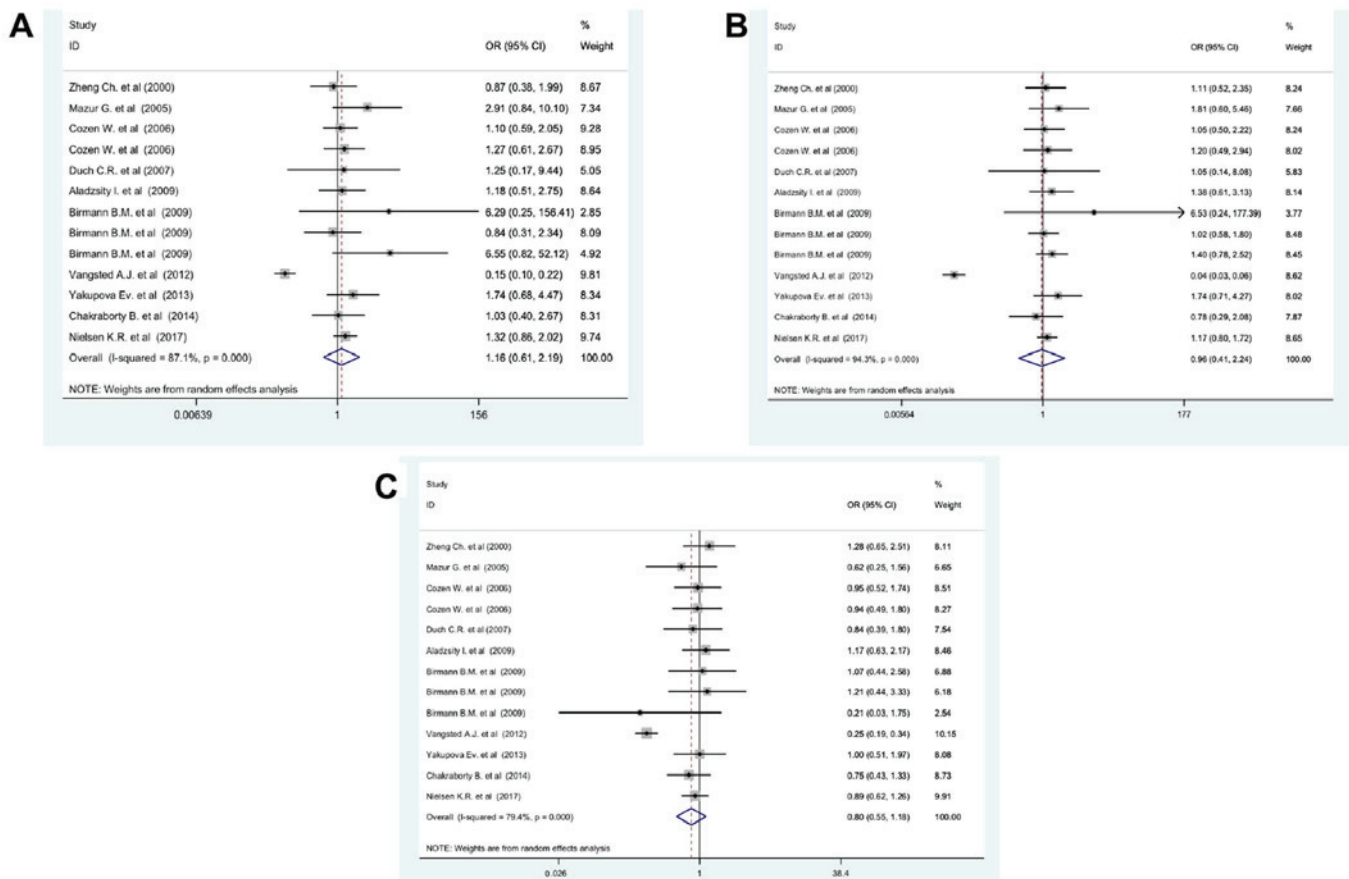 A
Study %
ID OR (95% CI) Weight
Zheng Ch. et al (2000) 0.87 (0.38, 1.99) 8.67
Mazur G. et al (2005) 2.91 (0.84, 10.10) 7.34
Cozen W. et al (2006) 1.10 (0.59, 2.05) 9.28
Cozen W. et al (2006) 1.27 (0.61, 2.67) 8.95
Duch C.R. et al (2007) 1.25 (0.17, 9.44) 5.05
Aladzsity I. et al (2009) 1.18 (0.51, 2.75) 8.64
Birmann B.M. et al (2009) 6.29 (0.25, 156.41) 2.85
Birmann B.M. et al (2009) 0.84 (0.31, 2.34) 8.09
Birmann B.M. et al (2009) 6.55 (0.82, 52.12) 4.92
Vangsted A.J. et al (2012) 0.15 (0.10, 0.22) 9.81
Yakupova Ev. et al (2013) 1.74 (0.68, 4.47) 8.34
Chakraborty B. et al (2014) 1.03 (0.40, 2.67) 8.31
Nielsen K.R. et al (2017) 1.32 (0.86, 2.02) 9.74
Overall (I-squared = 87.1%, p = 0.000) 1.16 (0.61, 2.19) 100.00
NOTE: Weights are from random effects analysis
0.00639 1 156
B
Study %
ID OR (95% CI) Weight
Zheng Ch. et al (2000) 1.11 (0.52, 2.35) 8.24
Mazur G. et al (2005) 1.81 (0.60, 5.46) 7.66
Cozen W. et al (2006) 1.05 (0.50, 2.22) 8.24
Cozen W. et al (2006) 1.20 (0.49, 2.94) 8.02
Duch C.R. et al (2007) 1.05 (0.14, 8.08) 5.83
Aladzsity I. et al (2009) 1.38 (0.61, 3.13) 8.14
Birmann B.M. et al (2009) 6.53 (0.24, 177.39) 3.77
Birmann B.M. et al (2009) 1.02 (0.58, 1.80) 8.48
Birmann B.M. et al (2009) 1.40 (0.78, 2.52) 8.45
Vangsted A.J. et al (2012) 0.04 (0.03, 0.06) 8.62
Yakupova Ev. et al (2013) 1.74 (0.71, 4.27) 8.02
Chakraborty B. et al (2014) 0.78 (0.29, 2.08) 7.87
Nielsen K.R. et al (2017) 1.17 (0.80, 1.72) 8.65
Overall (I-squared = 94.3%, p = 0.000) 0.96 (0.41, 2.24) 100.00
NOTE: Weights are from random effects analysis
0.00564 1 177
C
Study %
ID OR (95% CI) Weight
Zheng Ch. et al (2000) 1.28 (0.65, 2.51) 8.11
Mazur G. et al (2005) 0.62 (0.25, 1.56) 6.65
Cozen W. et al (2006) 0.95 (0.52, 1.74) 8.51
Cozen W. et al (2006) 0.94 (0.49, 1.80) 8.27
Duch C.R. et al (2007) 0.84 (0.39, 1.80) 7.54
Aladzsity I. et al (2009) 1.17 (0.63, 2.17) 8.46
Birmann B.M. et al (2009) 1.07 (0.44, 2.58) 6.88
Birmann B.M. et al (2009) 1.21 (0.44, 3.33) 6.18
Birmann B.M. et al (2009) 0.21 (0.03, 1.75) 2.54
Vangsted A.J. et al (2012) 0.25 (0.19, 0.34) 10.15
Yakupova Ev. et al (2013) 1.00 (0.51, 1.97) 8.08
Chakraborty B. et al (2014) 0.75 (0.43, 1.33) 8.73
Nielsen K.R. et al (2017) 0.89 (0.62, 1.26) 9.91
Overall (I-squared = 79.4%, p = 0.000) 0.80 (0.55, 1.18) 100.00
NOTE: Weights are from random effects analysis
0.026 1 38.4